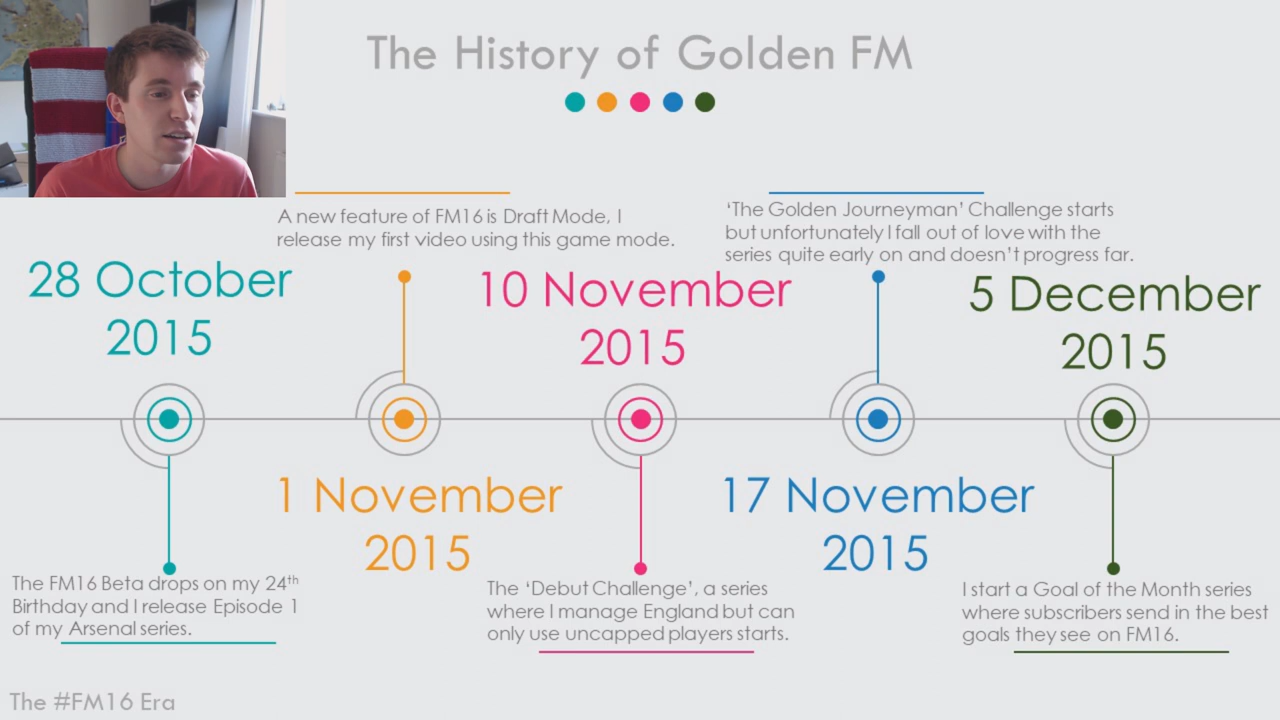 The History of Golden FM
A new feature of FM16 is Draft Mode, I
release my first video using this game mode.
'The Golden Journeyman' Challenge starts
but unfortunately I fall out of love with the
series quite early on and doesn't progress far.
28 October
2015
10 November
2015
5 December
2015
1 November
2015
17 November
2015
The FM16 Beta drops on my 24th
Birthday and I release Episode 1
of my Arsenal series.
The 'Debut Challenge', a series
where I manage England but can
only use uncapped players starts.
I start a Goal of the Month series
where subscribers send in the best
goals they see on FM16.
The #FM16 Era